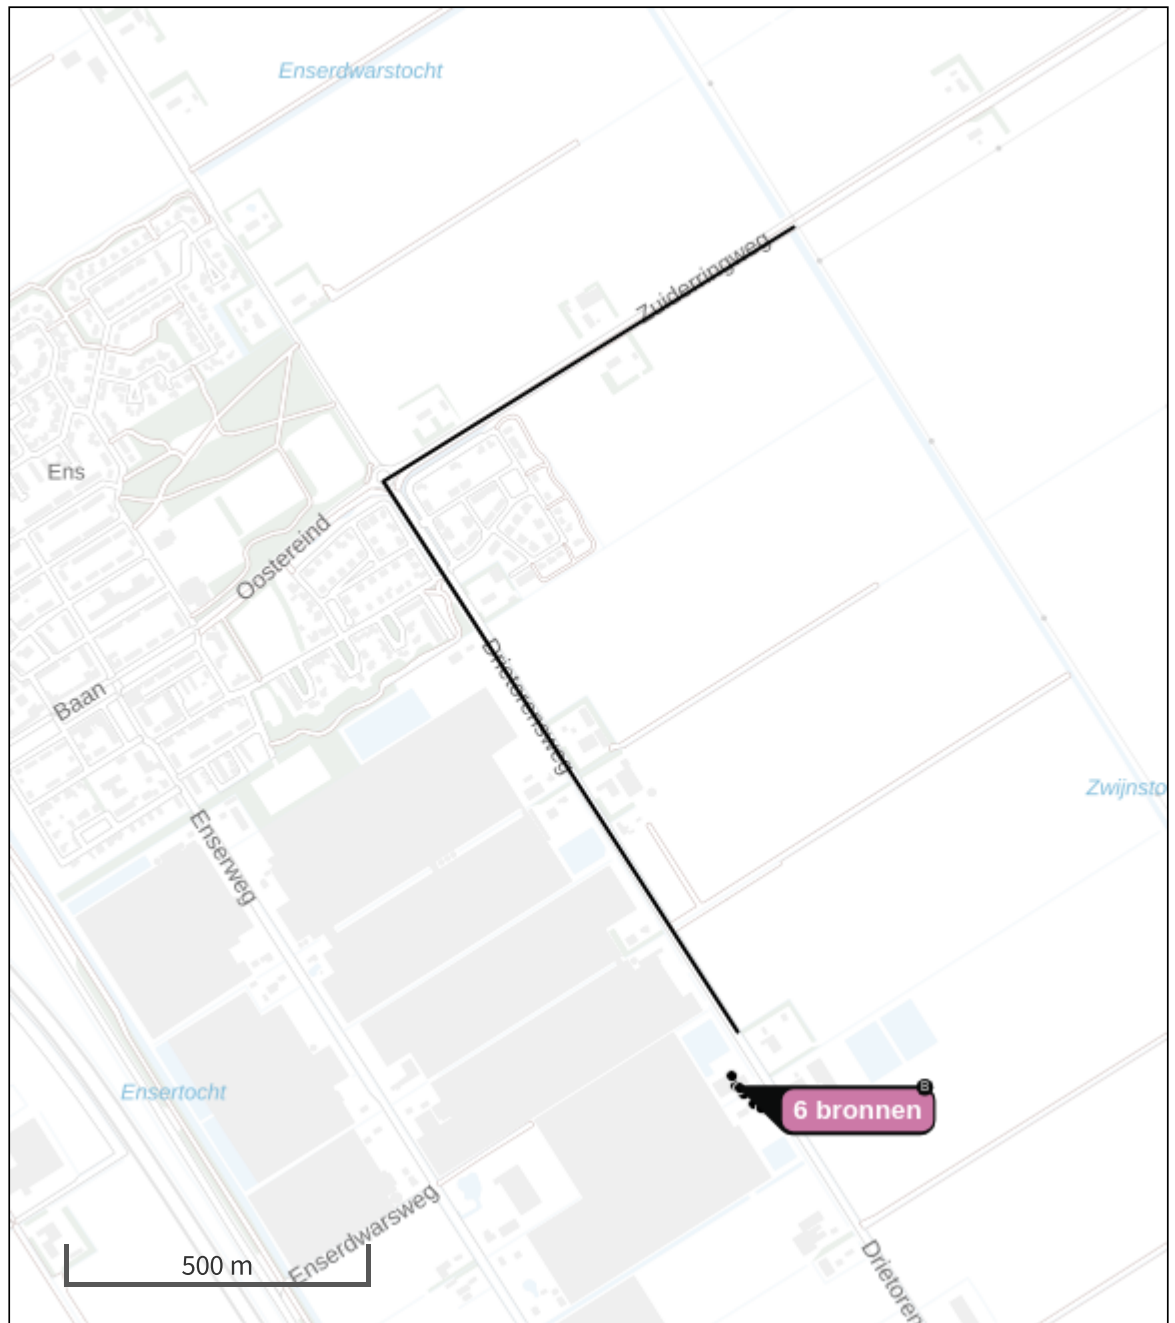 Enserdwarstocht
Zuiderringweg
Ens
Oostereind
Drietorensweg
Baan
Zwijnsto
Enserweg
Ensertocht
B
6 bronnen
Enserdwarsweg
500 m
Drietoren